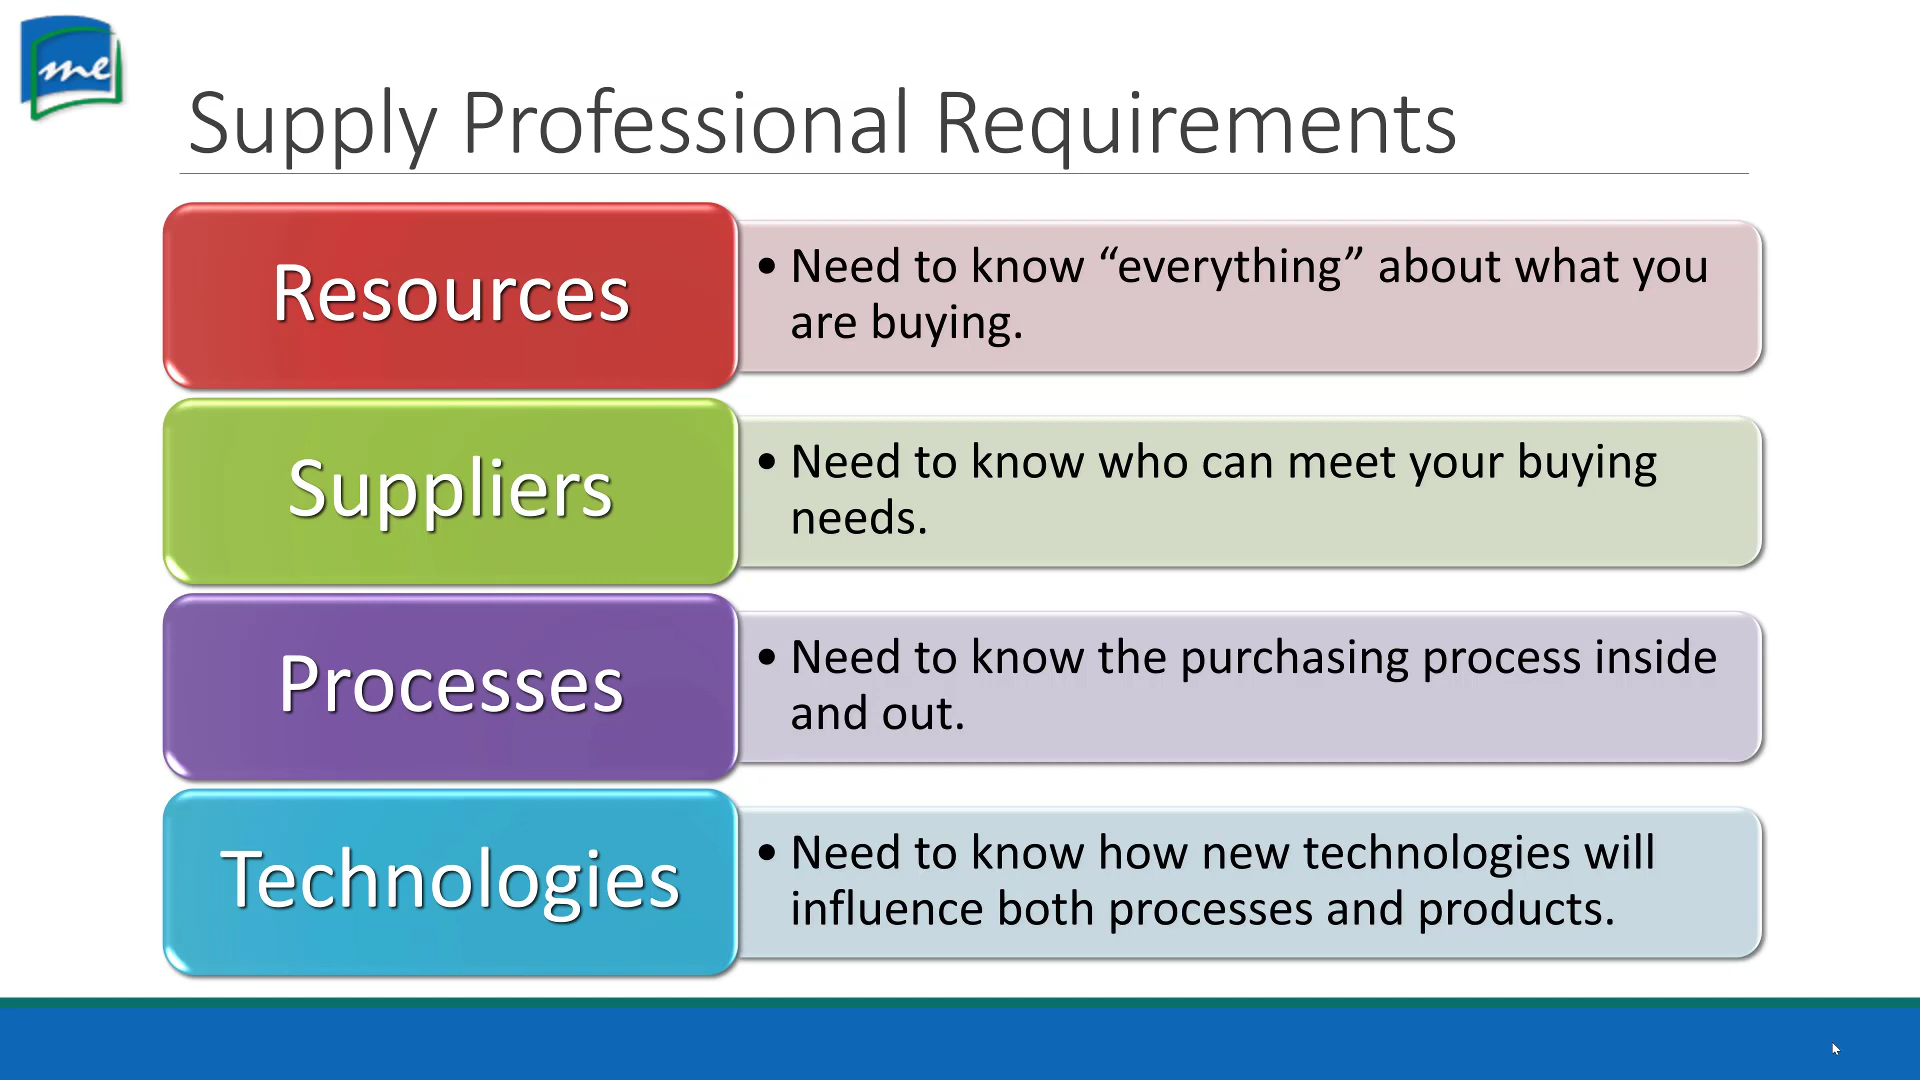 me
Supply Professional Requirements
Resources
• Need to know “everything” about what you
are buying.
Suppliers
• Need to know who can meet your buying
needs.
Processes
• Need to know the purchasing process inside
and out.
Technologies
• Need to know how new technologies will
influence both processes and products.